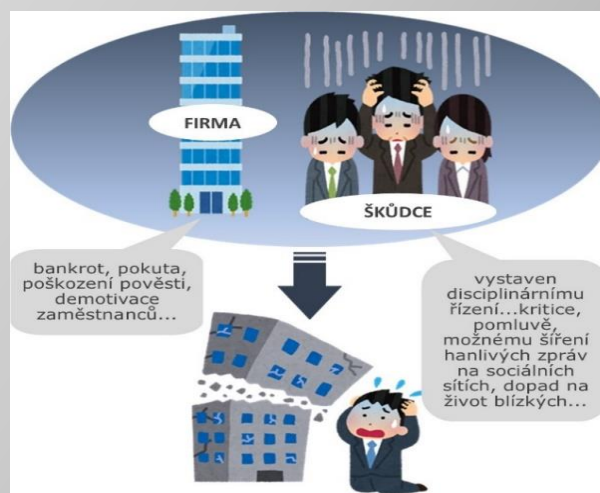 FIRMA
ŠKŮDCE
bankrot, pokuta,
poškození pověsti,
demotivace
zaměstnanců...
vystaven
disciplinárnímu
řízení...kritice,
pomluvě,
možnému šíření
hanlivých zpráv
na sociálních
sítích, dopad na
život blízkých...